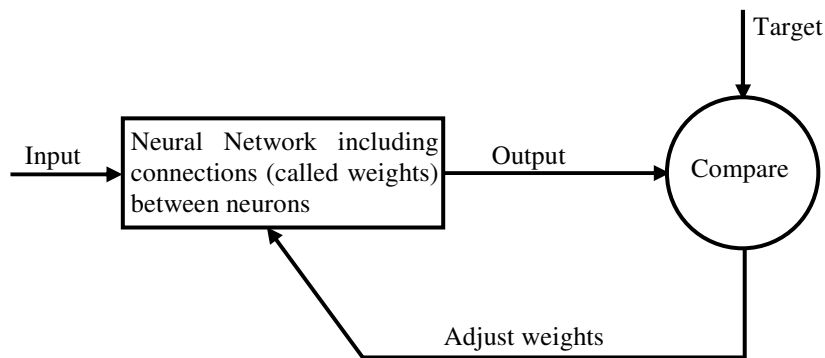 Target
Input
Neural Network including
connections (called weights)
between neurons
Output
Compare
Adjust weights